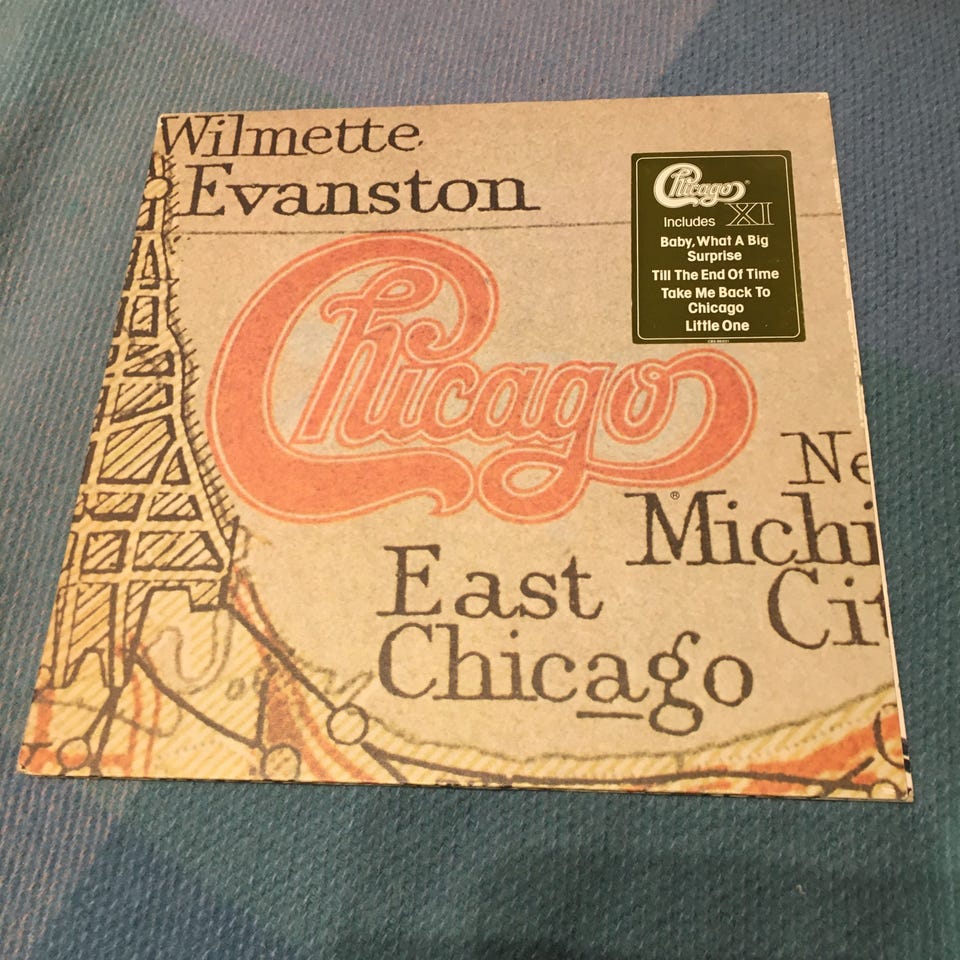 Wilmette
Evanston
Chicago®
Includes XI
Baby, What A Big
Surprise
Till The End Of Time
Take Me Back To
Chicago
Little One
Chicago
®
Ne
Michi
Cit
East
Chicago